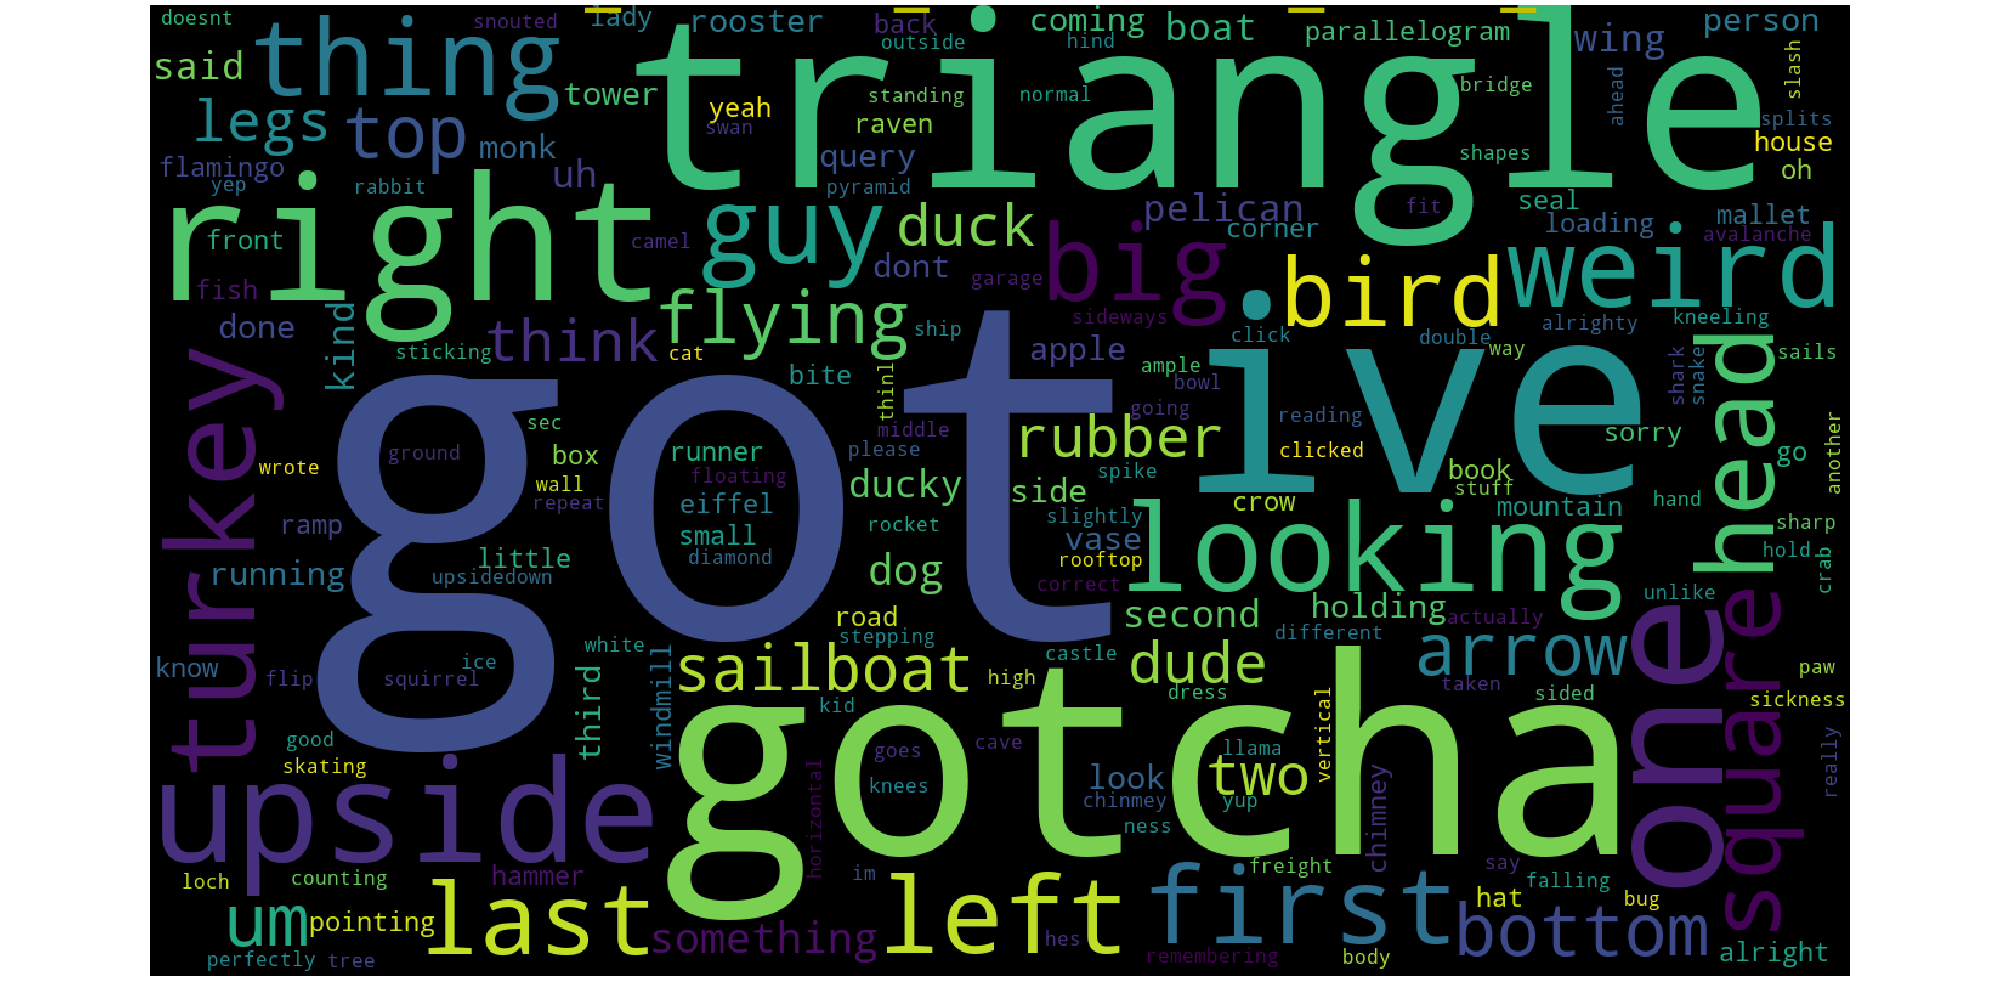 doesnt
snouted
lady
rooster
back
coming
boat
parallelogram
wing
person
said
thing
triangle
outside
hind
slash
legs
top
tower
yeah
standing
normal
bridge
ahead
swan
raven
splits
flamingo
monk
uh
query
shapes
house
yep
rabbit
pyramid
oh
right
guy
duck
pelican
fit
seal
loading
mallet
front
camel
dont
big
corner
weird
avalanche
fish
garage
bird
done
kind
think
flying
ship
sideways
click
double
alrighty
kneeling
sticking
cat
apple
way
sails
turkey
got
bite
thinl
ample
bowl
ive
shark
snake
head
sec
going
reading
wrote
ground
box
runner
middle
please
rubber
clicked
sorry
go
another
wall
floating
ducky
side
spike
book
stuff
repeat
eiffel
crow
mountain
hand
ramp
small
rocket
slightly
vase
looking
sharp
running
little
upsidedown
diamond
dog
rooftop
correct
hold
crab
road
second
holding
actually
unlike
one
square
know
flip
squirrel
ice
white
stepping
castle
dude
different
arrow
third
windmill
sailboat
high
dress
taken
sided
paw
sickness
good
kid
gotcha
vertical
skating
goes
cave
llama
really
upside
knees
look
two
chinmey
yup
horizontal
ness
chimney
loch
counting
hammer
im
freight
say
falling
um
pointing
last
left
first
hat
bug
something
hes
bottom
perfectly
tree
remembering
body
alright